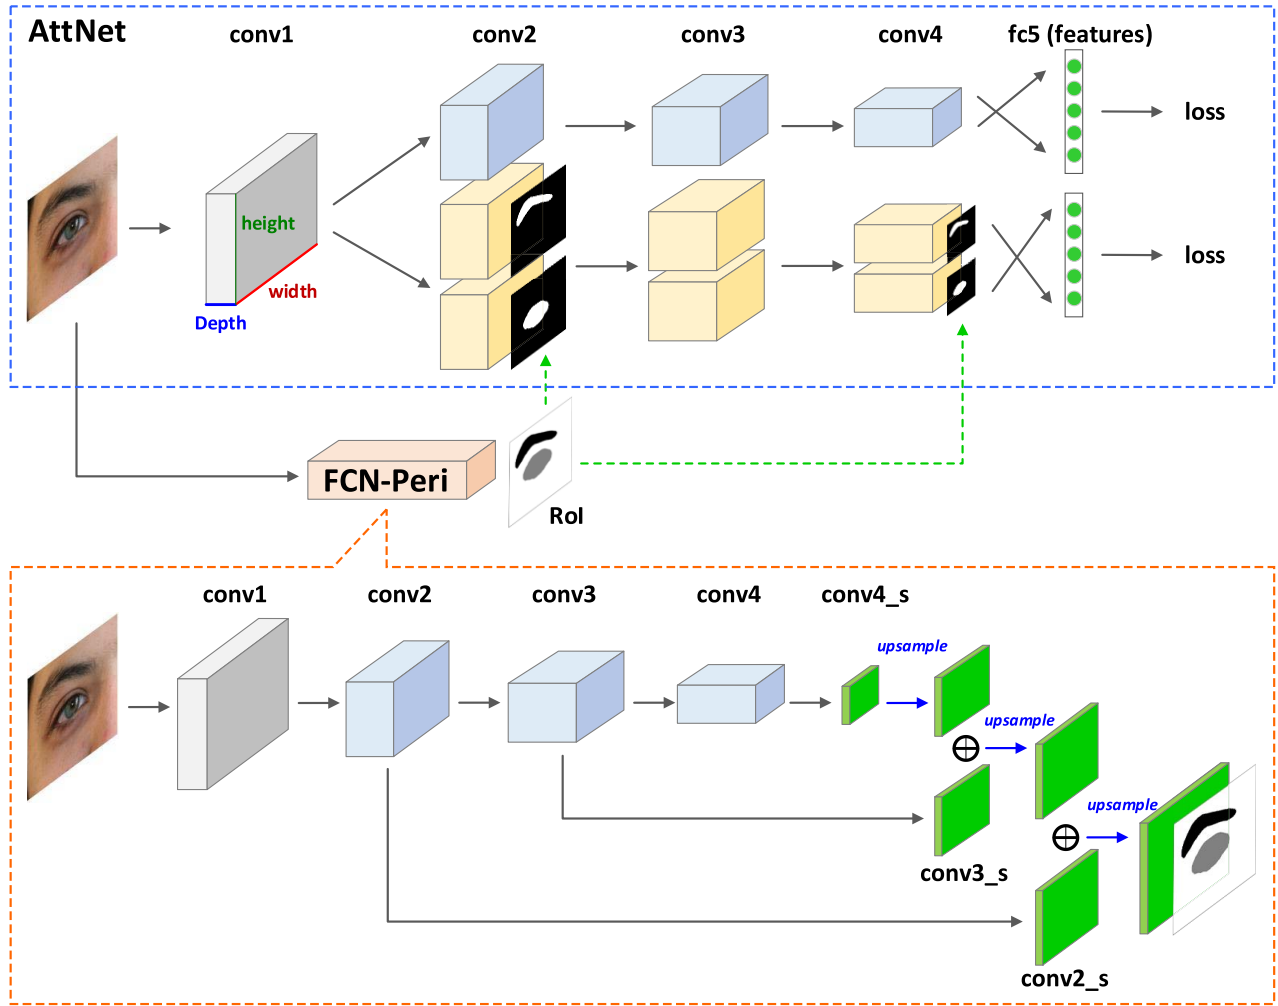 AttNet
conv1
conv2
conv3
conv4
fc5 (features)
loss
height
width
Depth
loss
FCN-Peri
RoI
conv1
conv2
conv3
conv4
conv4_s
upsample
upsample
upsample
conv3_s
conv2_s